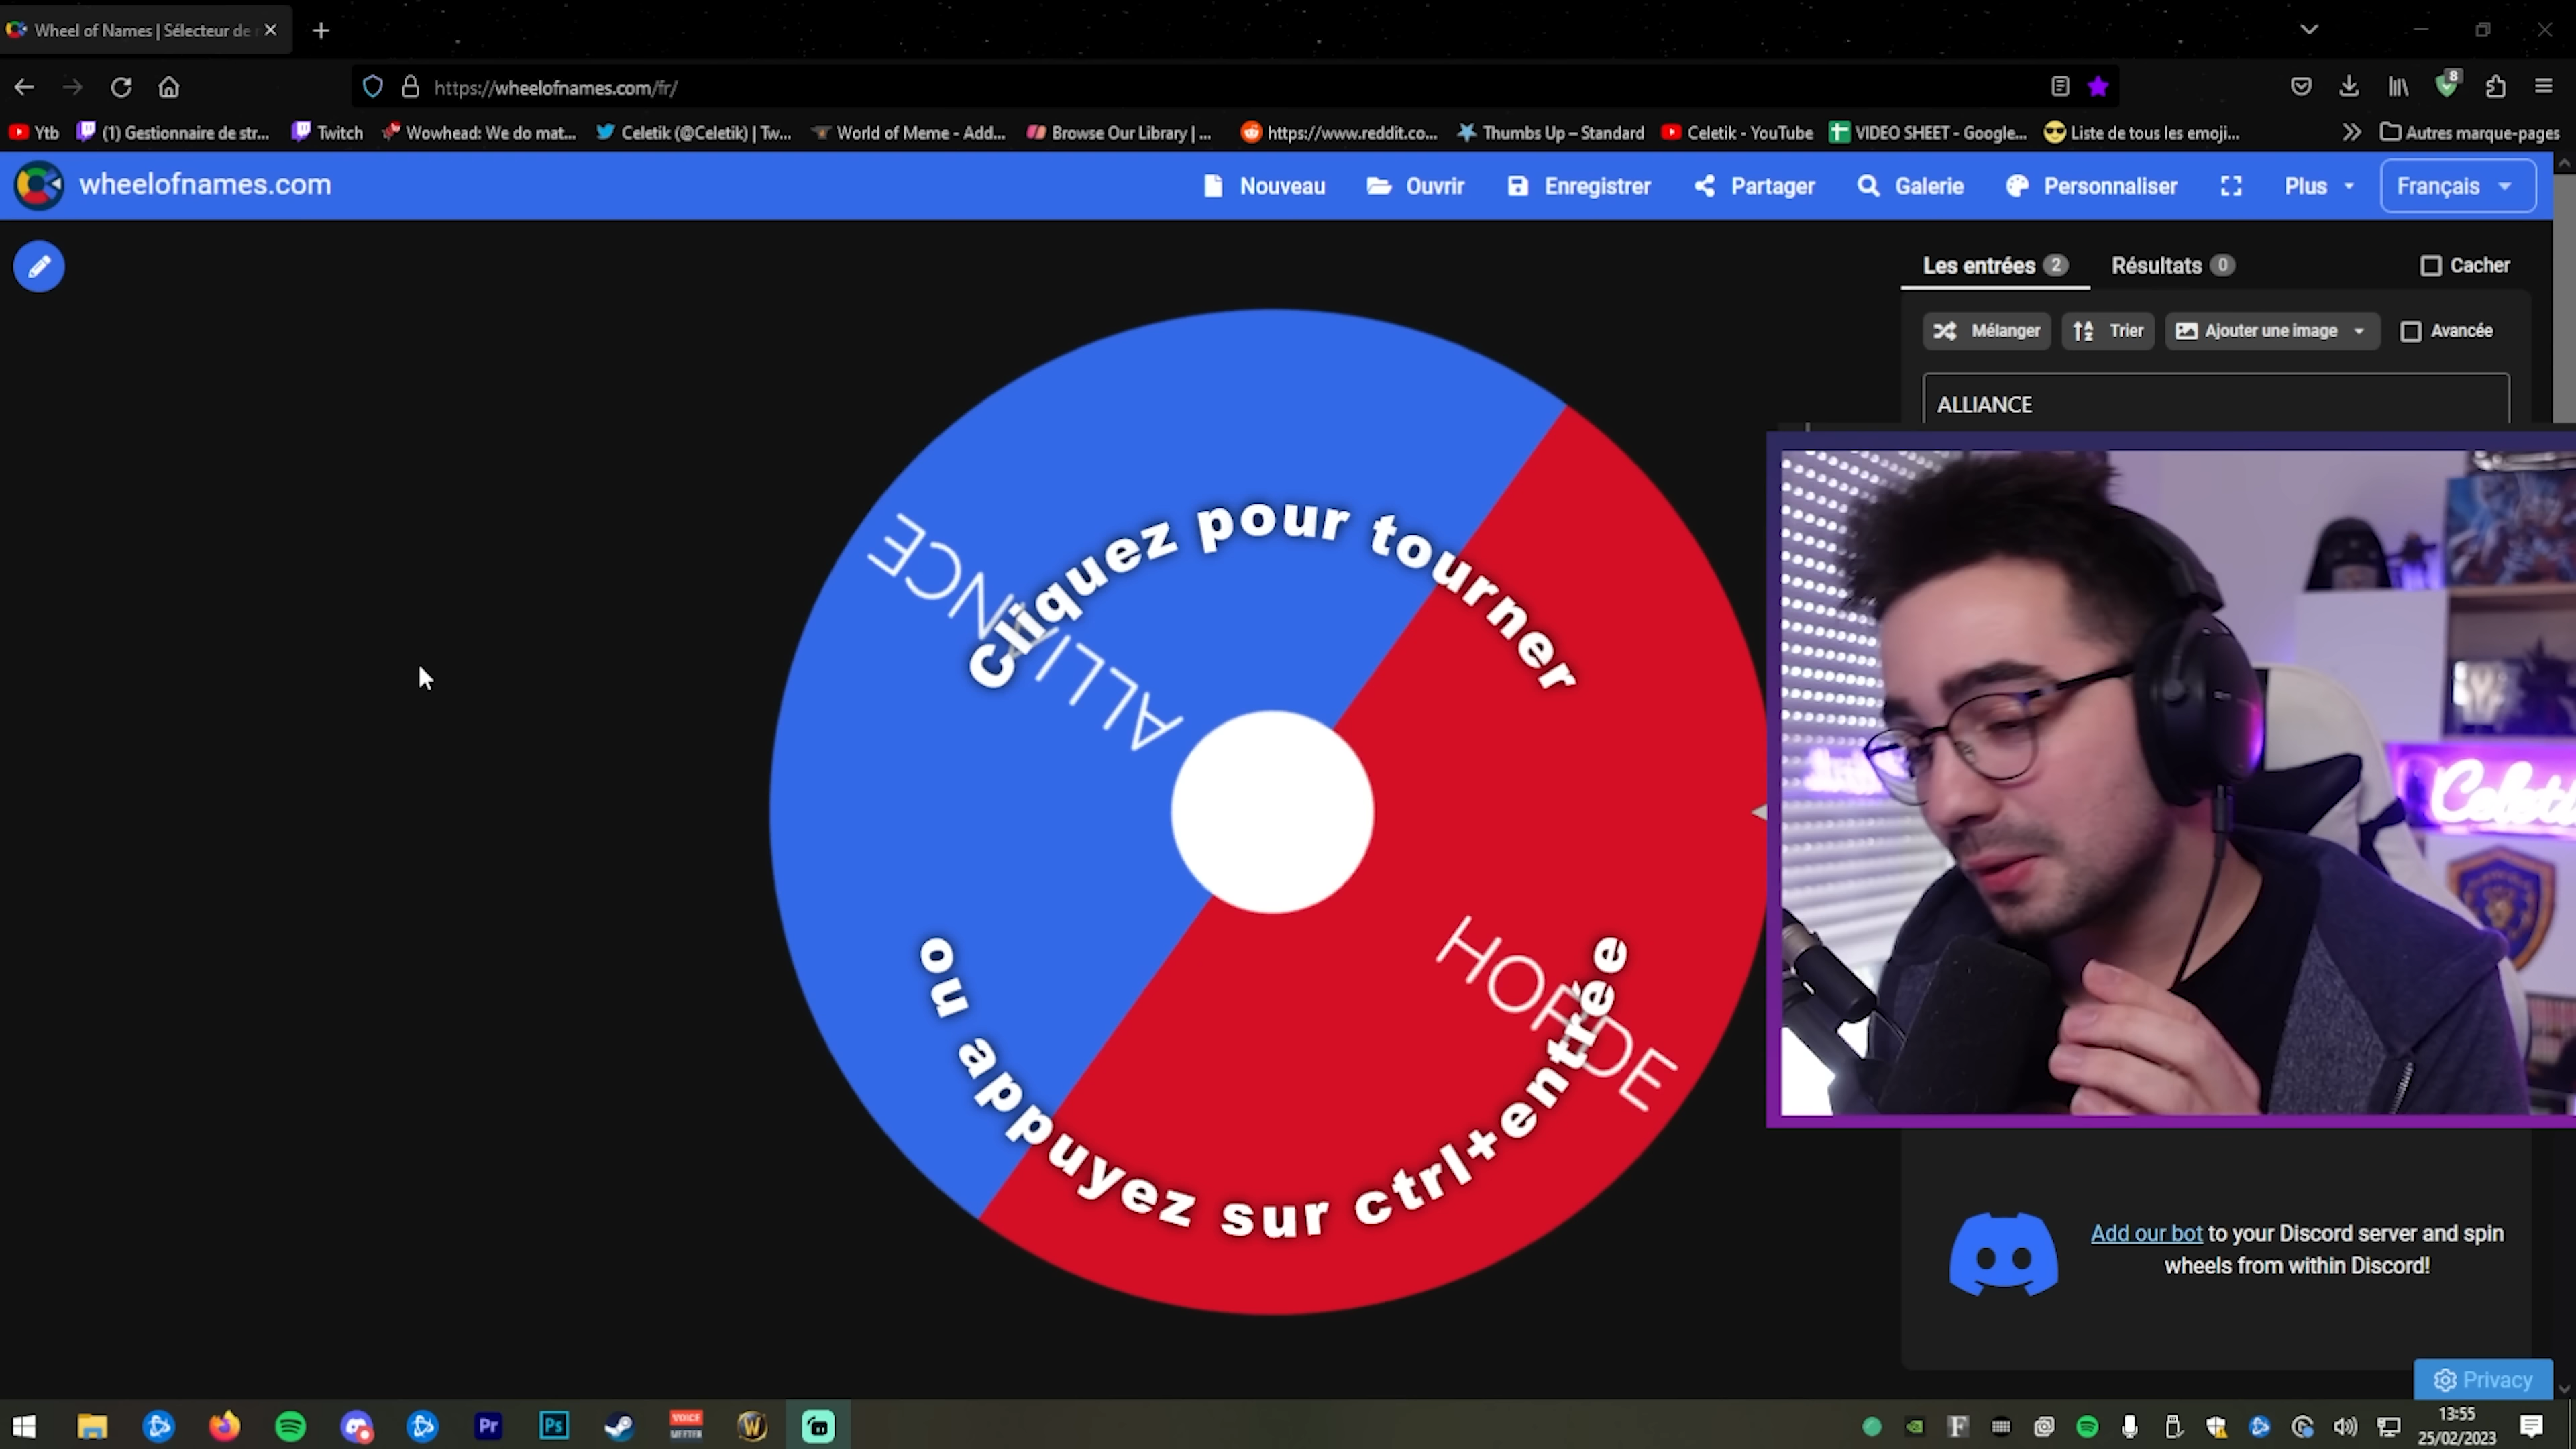 Wheel of Names | Sélecteur de
https://wheelofnames.com/fr/
8
Ytb
(1) Gestionnaire de str...
Twitch
Wowhead: We do mat...
Celetik (@Celetik) | Tw...
World of Meme - Add...
Browse Our Library | ...
https://www.reddit.co...
Thumbs Up – Standard
Celetik - YouTube
VIDEO SHEET - Google...
Liste de tous les emoji...
Autres marque-pages
wheelofnames.com
Nouveau
Ouvrir
Enregistrer
Partager
Galerie
Personnaliser
Plus
Français
Les entrées 2
Résultats 0
Cacher
Mélanger
Trier
Ajouter une image
Avancée
ALLIANCE
Cliquez pour tourner
ALLIANCE
HORDE
ou appuyez sur ctrl+entrée
Add our bot to your Discord server and spin
wheels from within Discord!
Privacy
Pr
Ps
VOICE
MEETER
W
F
13:55
25/02/2023